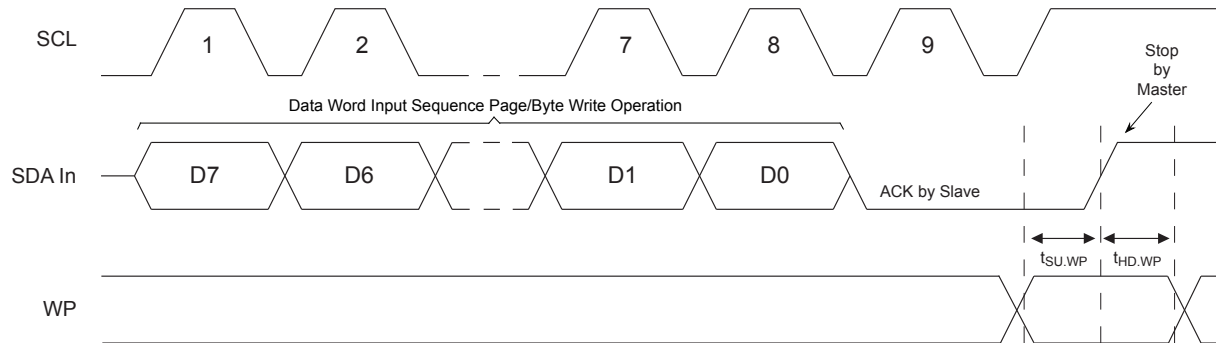 SCL 1 2 7 8 9
Stop
by
Master
Data Word Input Sequence Page/Byte Write Operation
SDA In D7 D6 D1 D0 ACK by Slave
tSU.WP tHD.WP
WP